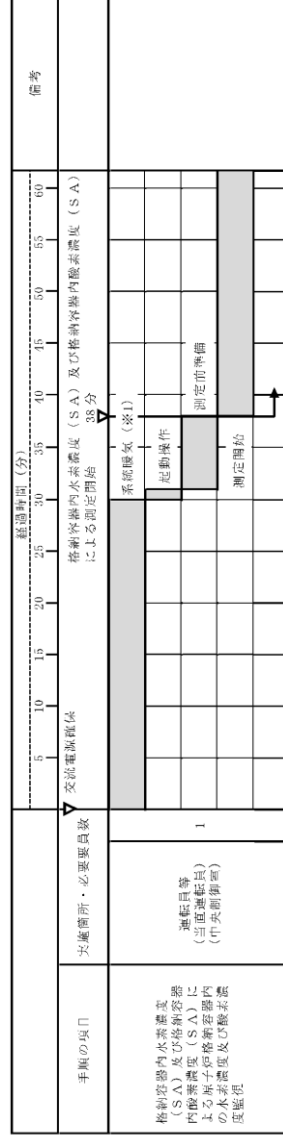 手順の項目
実施箇所・必要要員数
経過時間（分）
備考
5
10
15
20
25
30
35
40
45
50
55
60
交流電源確保
格納容器内水素濃度（ＳＡ）及び格納容器内酸素濃度（ＳＡ）
による測定開始
38分
格納容器内水素濃度
（ＳＡ）及び格納容器
内酸素濃度（ＳＡ）に
よる原子炉格納容器内
の水素濃度及び酸素濃
度監視
運転員等
（当直運転員）
（中央制御室）
1
系統暖気（※1）
起動操作
測定前準備
測定開始